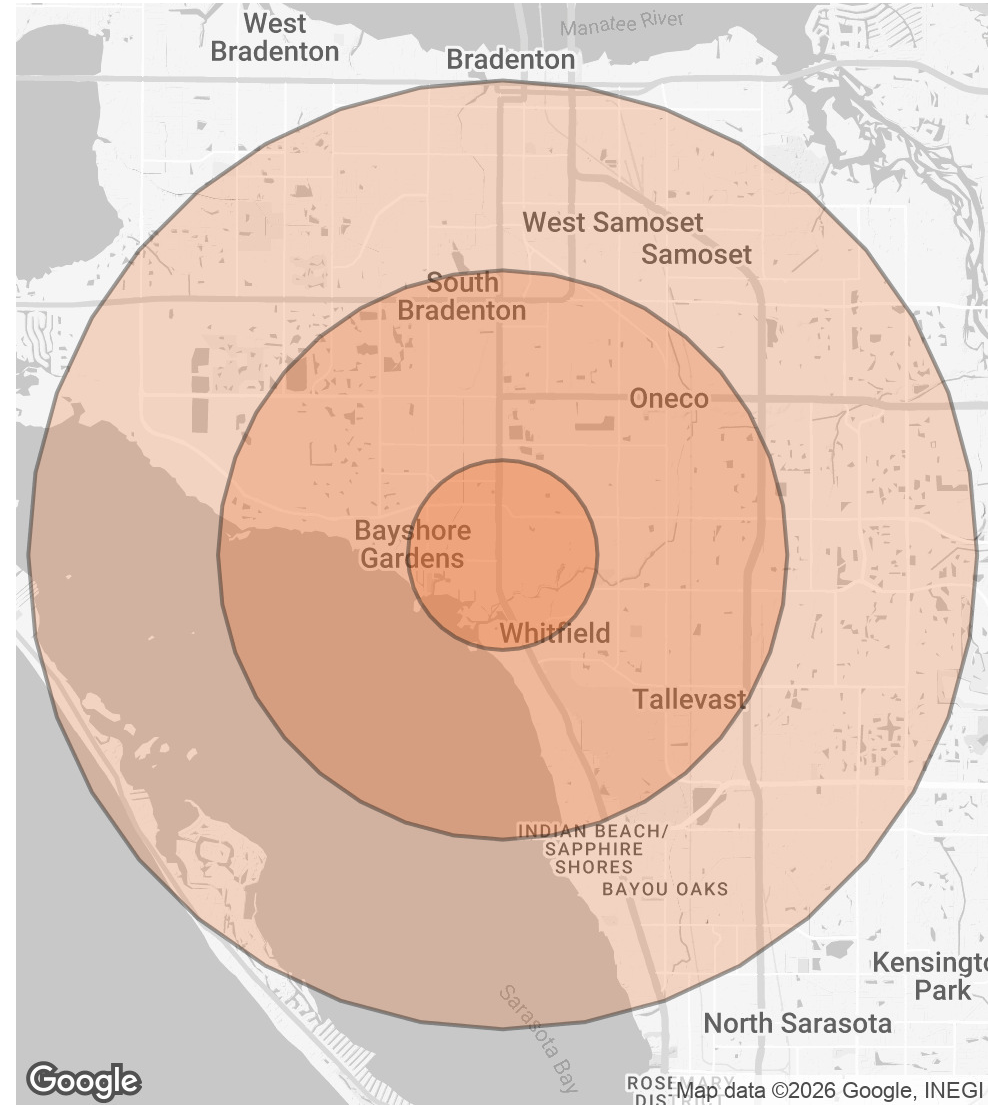 West
Bradenton
Manatee River
Bradenton
West Samoset
Samoset
South
Bradenton
Oneco
Bayshore
Gardens
Whitfield
Tallevast
INDIAN BEACH/
SAPPHIRE
SHORES
BAYOU OAKS
Kensingto
Park
Sarasota Bay
North Sarasota
Google
ROSEMARY
DISTRICT
Map data ©2026 Google, INEGI